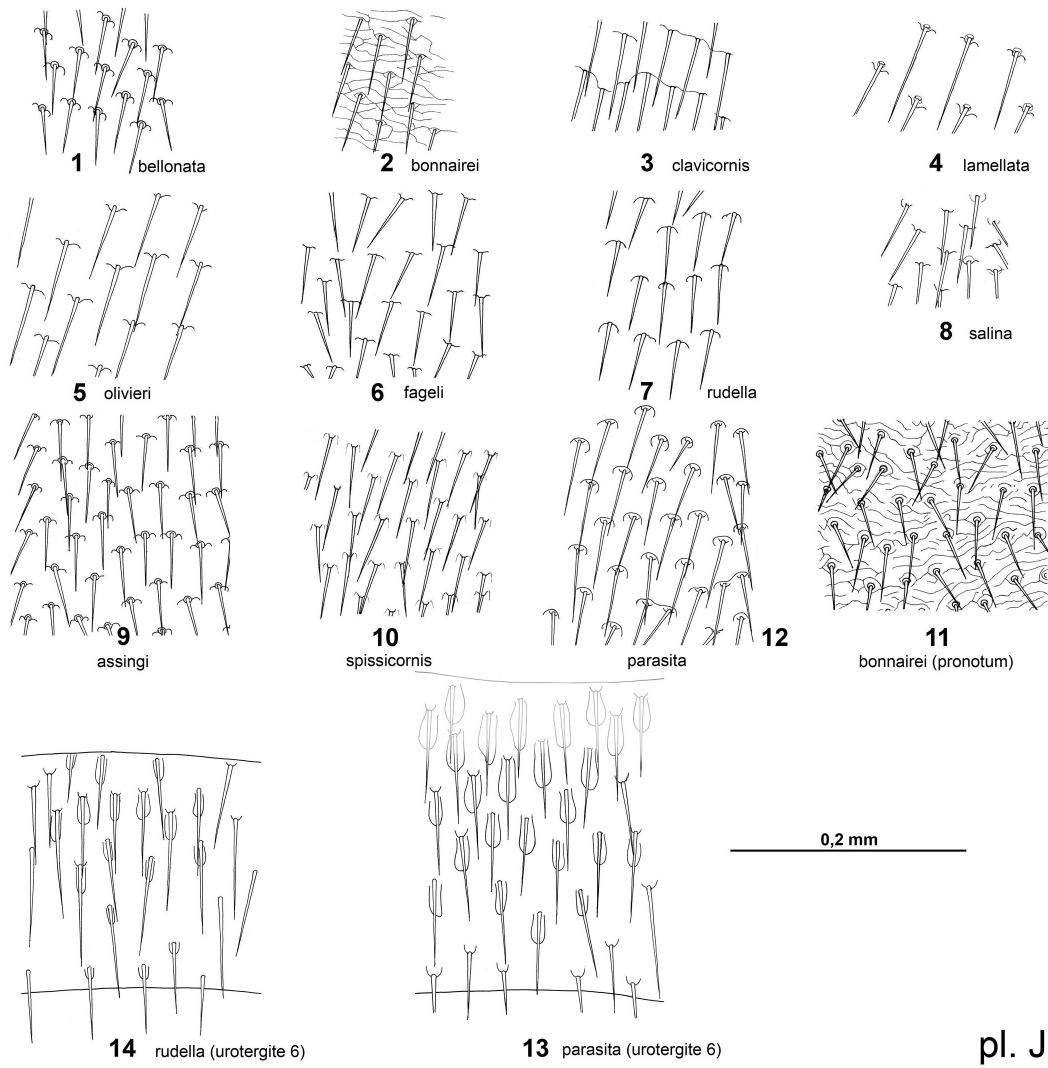 1 bellonata
2 bonnairei
3 clavicornis
4 lamellata
5 olivieri
6 fageli
7 rudella
8 salina
9
assingi
10
spissicornis
12
parasita
11
bonnairei (pronotum)
0,2 mm
14 rudella (urotergite 6)
13 parasita (urotergite 6)
pl. J